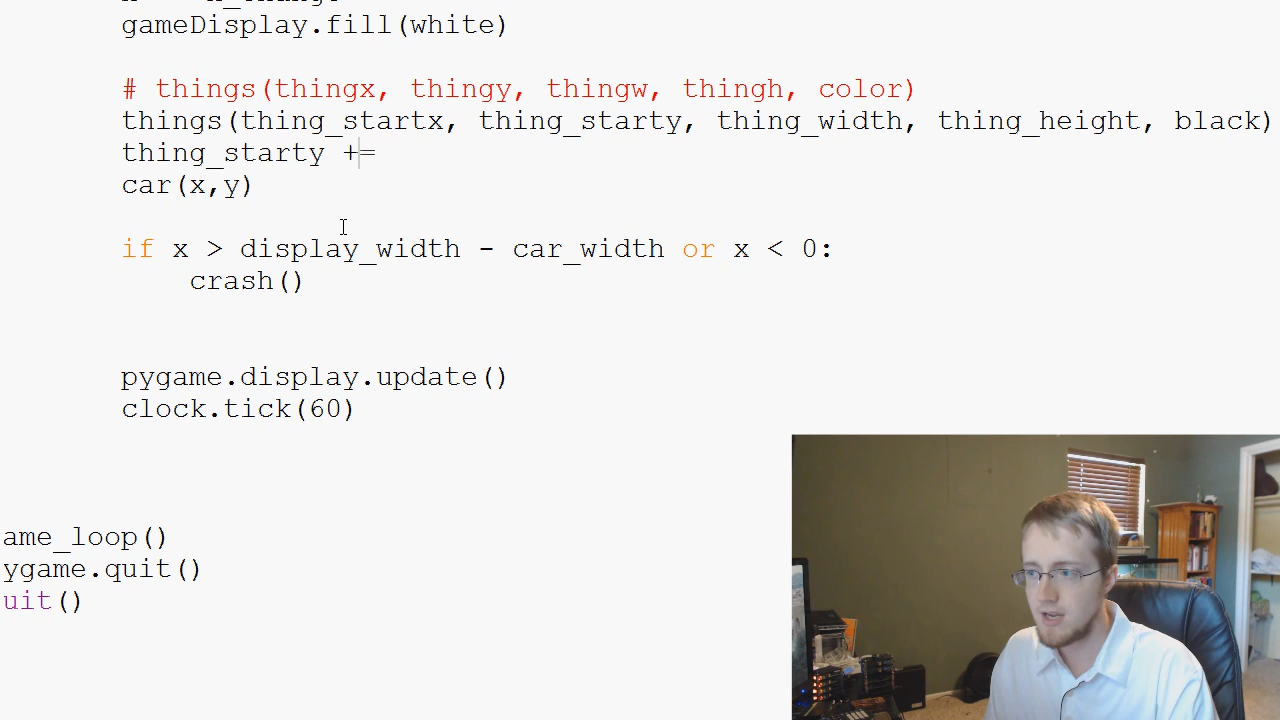 gameDisplay.fill(white)
# things(thingx, thingy, thingw, thingh, color)
things(thing_startx, thing_starty, thing_width, thing_height, black)
thing_starty +=
car(x,y)
if x > display_width - car_width or x < 0:
crash()
pygame.display.update()
clock.tick(60)
ame_loop()
ygame.quit()
uit()